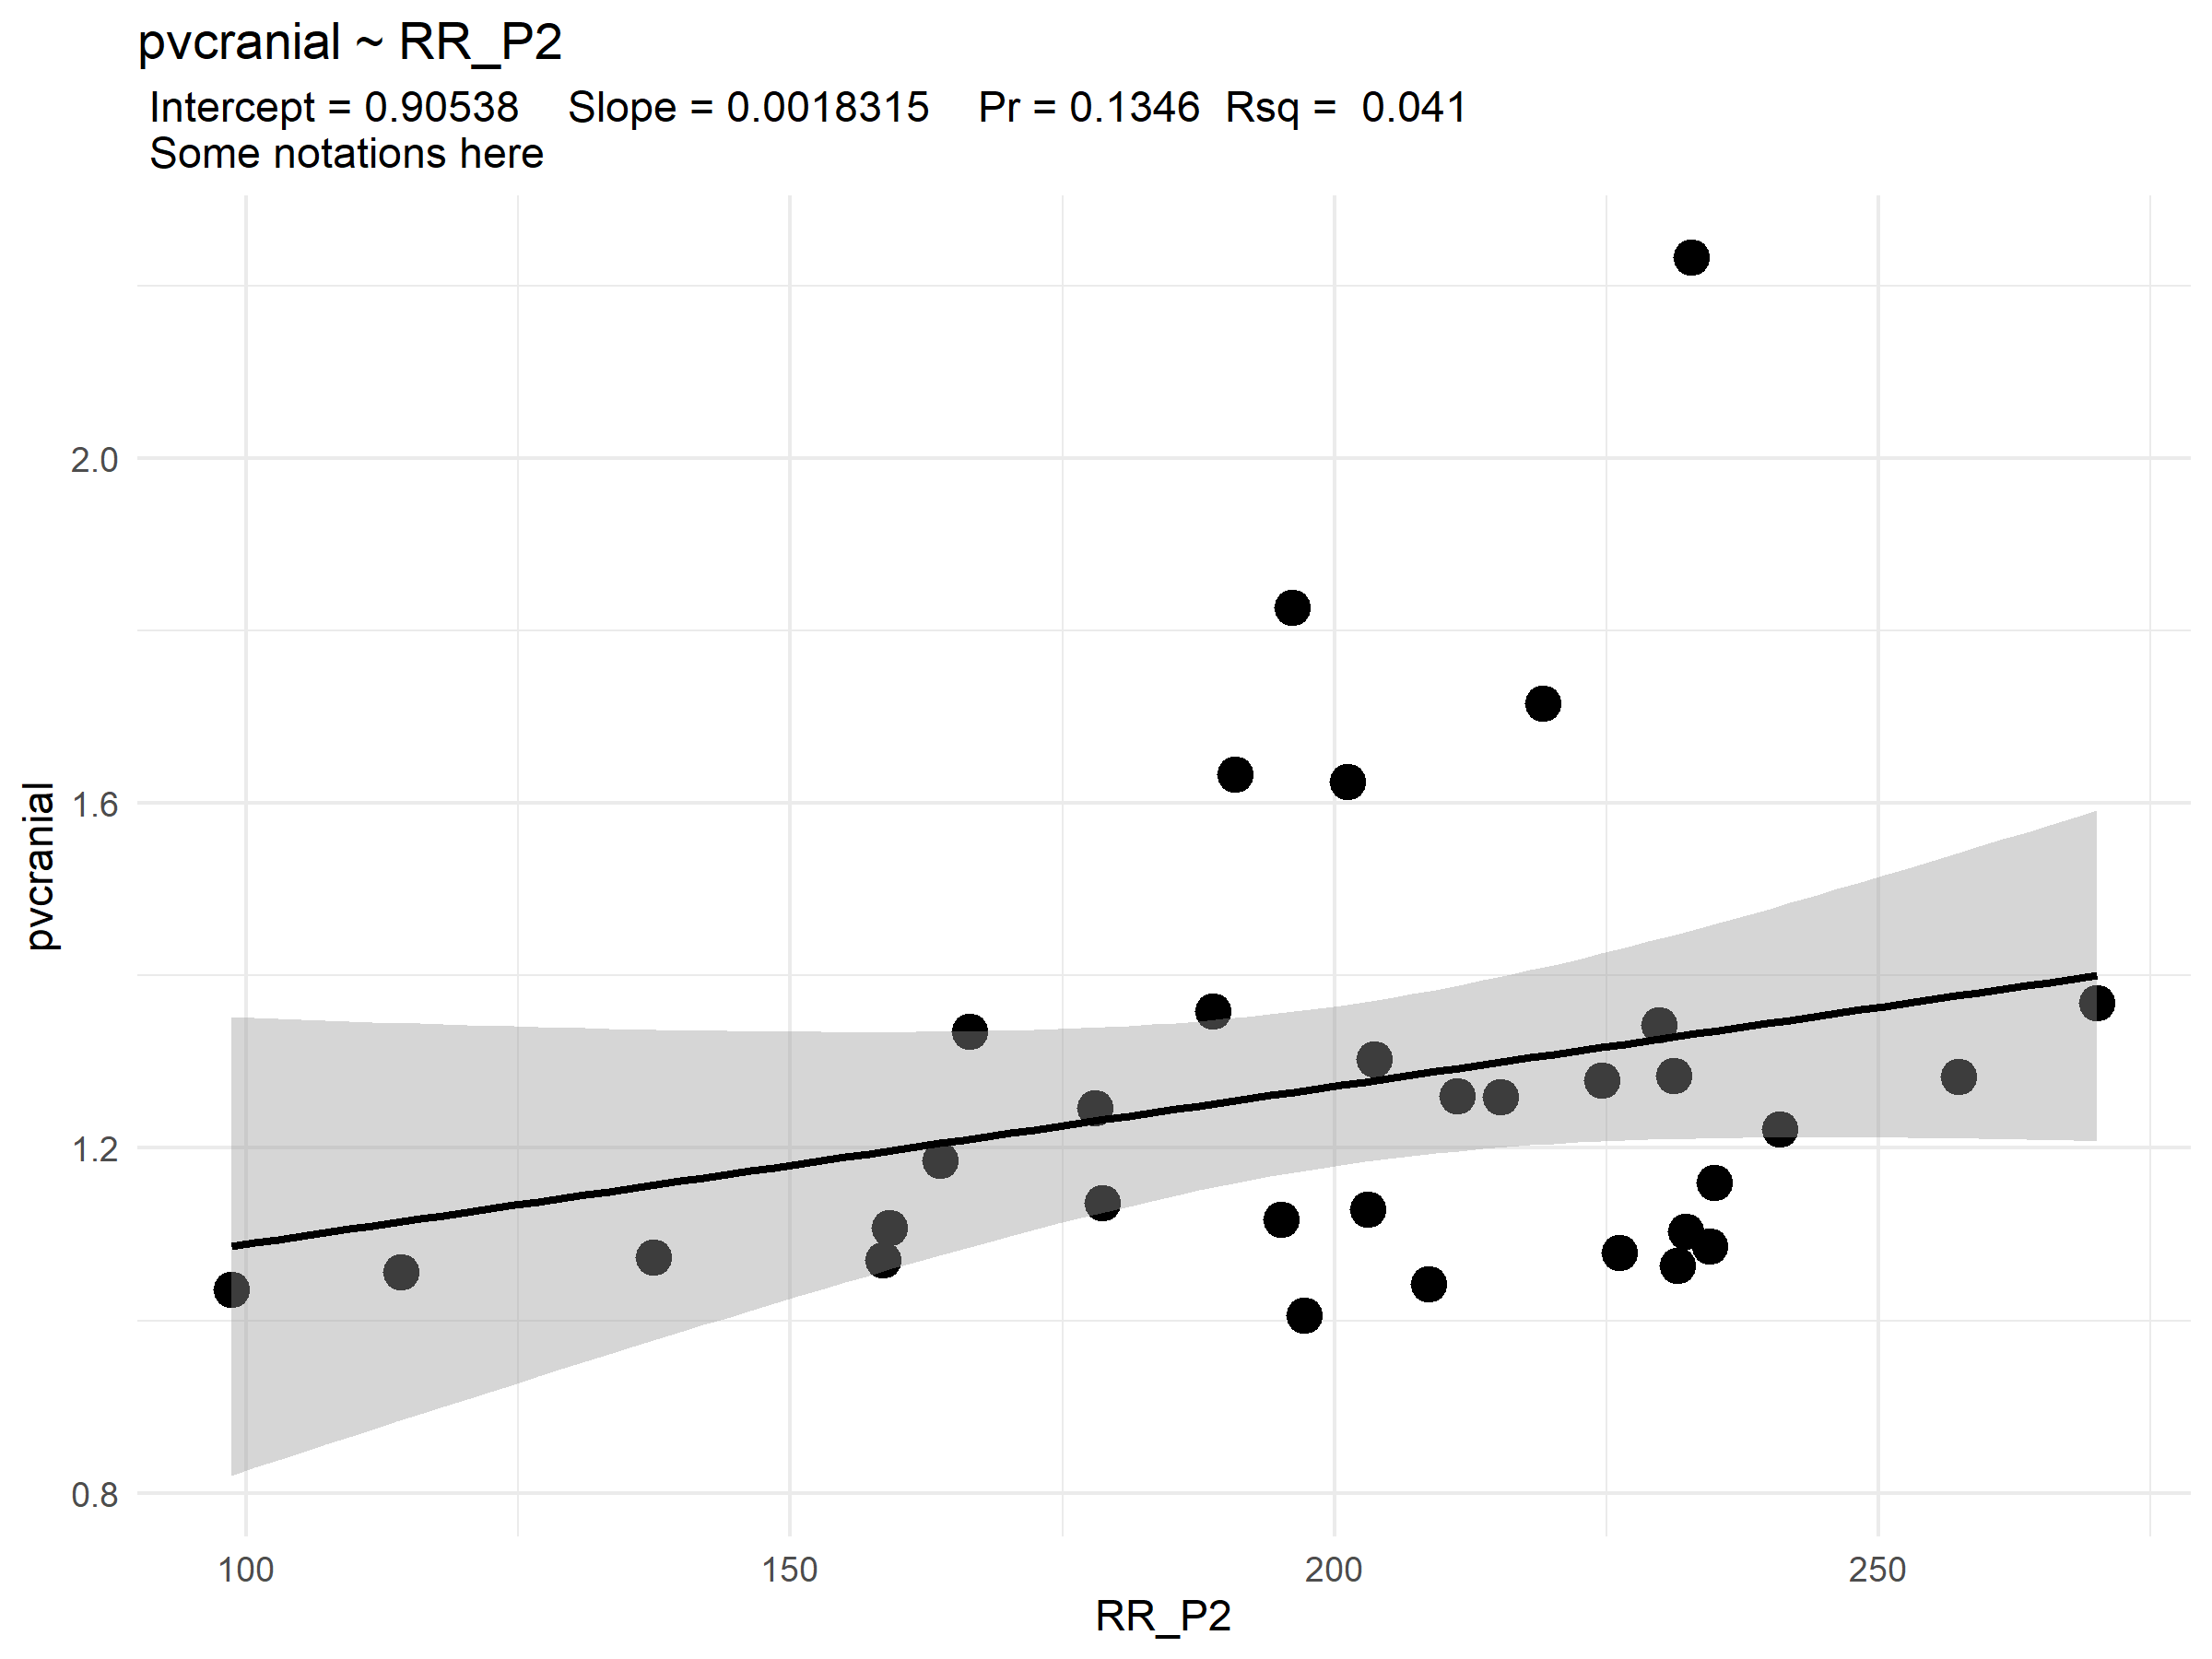 pvcranial ~ RR_P2
Intercept = 0.90538 Slope = 0.0018315 Pr = 0.1346 Rsq = 0.041
Some notations here
2.0
1.6
1.2
0.8
pvcranial
100 150 200 250
RR_P2